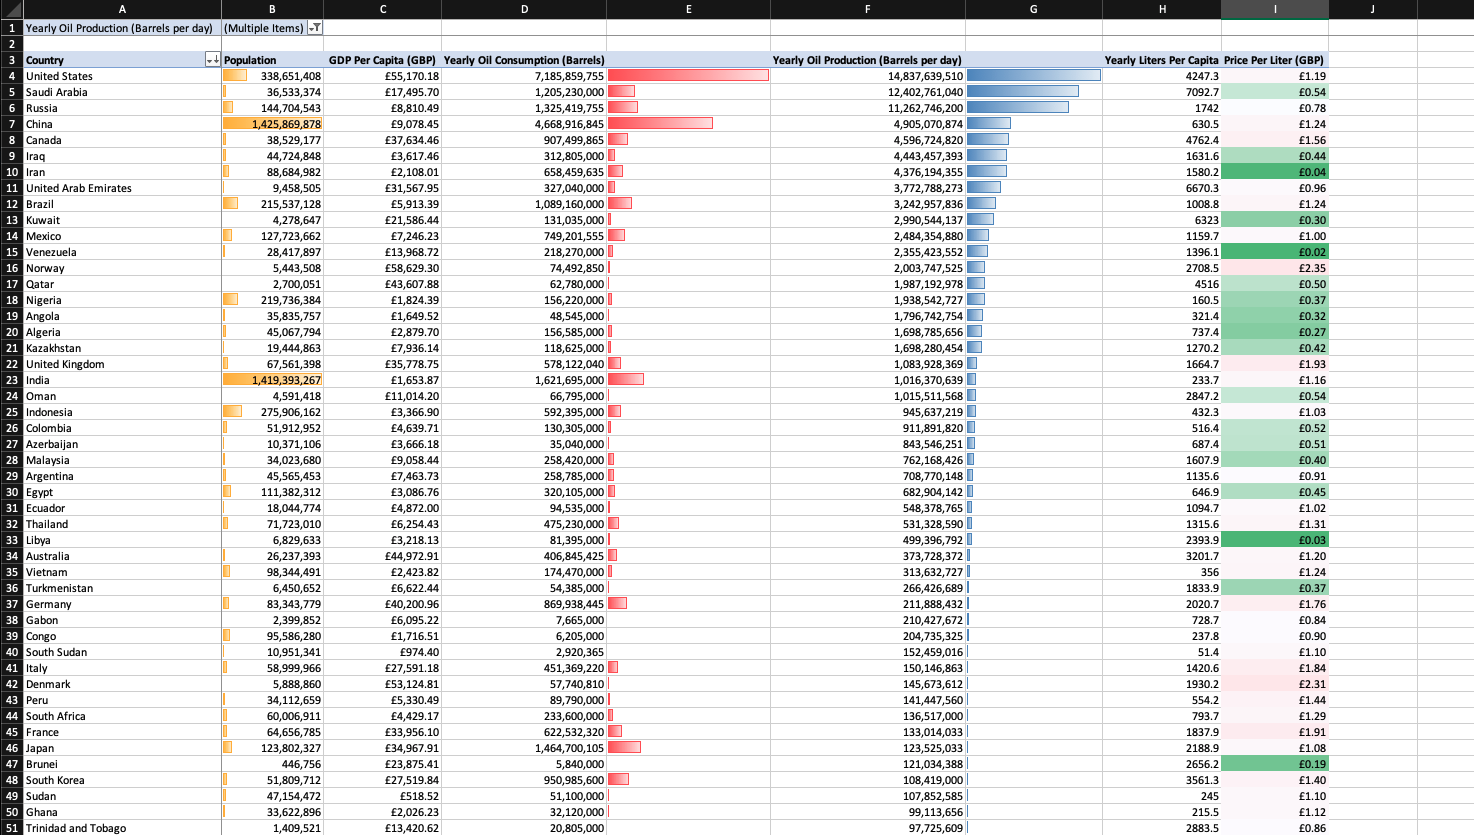 A B C D E F G H I J
1 Yearly Oil Production (Barrels per day) (Multiple Items)
2
3 Country Population GDP Per Capita (GBP) Yearly Oil Consumption (Barrels) Yearly Oil Production (Barrels per day) Yearly Liters Per Capita Price Per Liter (GBP)
4 United States 338,651,408 £55,170.18 7,185,859,755 14,837,639,510 4247.3 £1.19
5 Saudi Arabia 36,533,374 £17,495.70 1,205,230,000 12,402,761,040 7092.7 £0.54
6 Russia 144,704,543 £8,810.49 1,325,419,755 11,262,746,200 1742 £0.78
7 China 1,425,869,878 £9,078.45 4,668,916,845 4,905,070,874 630.5 £1.24
8 Canada 38,529,177 £37,634.46 907,499,865 4,596,724,820 4762.4 £1.56
9 Iraq 44,724,848 £3,617.46 312,805,000 4,443,457,393 1631.6 £0.44
10 Iran 88,684,982 £2,108.01 658,459,635 4,376,194,355 1580.2 £0.04
11 United Arab Emirates 9,458,505 £31,567.95 327,040,000 3,772,788,273 6670.3 £0.96
12 Brazil 215,537,128 £5,913.39 1,089,160,000 3,242,957,836 1008.8 £1.24
13 Kuwait 4,278,647 £21,586.44 131,035,000 2,990,544,137 6323 £0.30
14 Mexico 127,723,662 £7,246.23 749,201,555 2,484,354,880 1159.7 £1.00
15 Venezuela 28,417,897 £13,968.72 218,270,000 2,355,423,552 1396.1 £0.02
16 Norway 5,443,508 £58,629.30 74,492,850 2,003,747,525 2708.5 £2.35
17 Qatar 2,700,051 £43,607.88 62,780,000 1,987,192,978 4516 £0.50
18 Nigeria 219,736,384 £1,824.39 156,220,000 1,938,542,727 160.5 £0.37
19 Angola 35,835,757 £1,649.52 48,545,000 1,796,742,754 321.4 £0.32
20 Algeria 45,067,794 £2,879.70 156,585,000 1,698,785,656 737.4 £0.27
21 Kazakhstan 19,444,863 £7,936.14 118,625,000 1,698,280,454 1270.2 £0.42
22 United Kingdom 67,561,398 £35,778.75 578,122,040 1,083,928,369 1664.7 £1.93
23 India 1,419,393,267 £1,653.87 1,621,695,000 1,016,370,639 233.7 £1.16
24 Oman 4,591,418 £11,014.20 66,795,000 1,015,511,568 2847.2 £0.54
25 Indonesia 275,906,162 £3,366.90 592,395,000 945,637,219 432.3 £1.03
26 Colombia 51,912,952 £4,639.71 130,305,000 911,891,820 516.4 £0.52
27 Azerbaijan 10,371,106 £3,666.18 35,040,000 843,546,251 687.4 £0.51
28 Malaysia 34,023,680 £9,058.44 258,420,000 762,168,426 1607.9 £0.40
29 Argentina 45,565,453 £7,463.73 258,785,000 708,770,148 1135.6 £0.91
30 Egypt 111,382,312 £3,086.76 320,105,000 682,904,142 646.9 £0.45
31 Ecuador 18,044,774 £4,872.00 94,535,000 548,378,765 1094.7 £1.02
32 Thailand 71,723,010 £6,254.43 475,230,000 531,328,590 1315.6 £1.31
33 Libya 6,829,633 £3,218.13 81,395,000 499,396,792 2393.9 £0.03
34 Australia 26,237,393 £44,972.91 406,845,425 373,728,372 3201.7 £1.20
35 Vietnam 98,344,491 £2,423.82 174,470,000 313,632,727 356 £1.24
36 Turkmenistan 6,450,652 £6,622.44 54,385,000 266,426,689 1833.9 £0.37
37 Germany 83,343,779 £40,200.96 869,938,445 211,888,432 2020.7 £1.76
38 Gabon 2,399,852 £6,095.22 7,665,000 210,427,672 728.7 £0.84
39 Congo 95,586,280 £1,716.51 6,205,000 204,735,325 237.8 £0.90
40 South Sudan 10,951,341 £974.40 2,920,365 152,459,016 51.4 £1.10
41 Italy 58,999,966 £27,591.18 451,369,220 150,146,863 1420.6 £1.84
42 Denmark 5,888,860 £53,124.81 57,740,810 145,673,612 1930.2 £2.31
43 Peru 34,112,659 £5,330.49 89,790,000 141,447,560 554.2 £1.44
44 South Africa 60,006,911 £4,429.17 233,600,000 136,517,000 793.7 £1.29
45 France 64,656,785 £33,956.10 622,532,320 133,014,033 1837.9 £1.91
46 Japan 123,802,327 £34,967.91 1,464,700,105 123,525,033 2188.9 £1.08
47 Brunei 446,756 £23,875.41 5,840,000 121,034,388 2656.2 £0.19
48 South Korea 51,809,712 £27,519.84 950,985,600 108,419,000 3561.3 £1.40
49 Sudan 47,154,472 £518.52 51,100,000 107,852,585 245 £1.10
50 Ghana 33,622,896 £2,026.23 32,120,000 99,113,656 215.5 £1.12
51 Trinidad and Tobago 1,409,521 £13,420.62 20,805,000 97,725,609 2883.5 £0.86